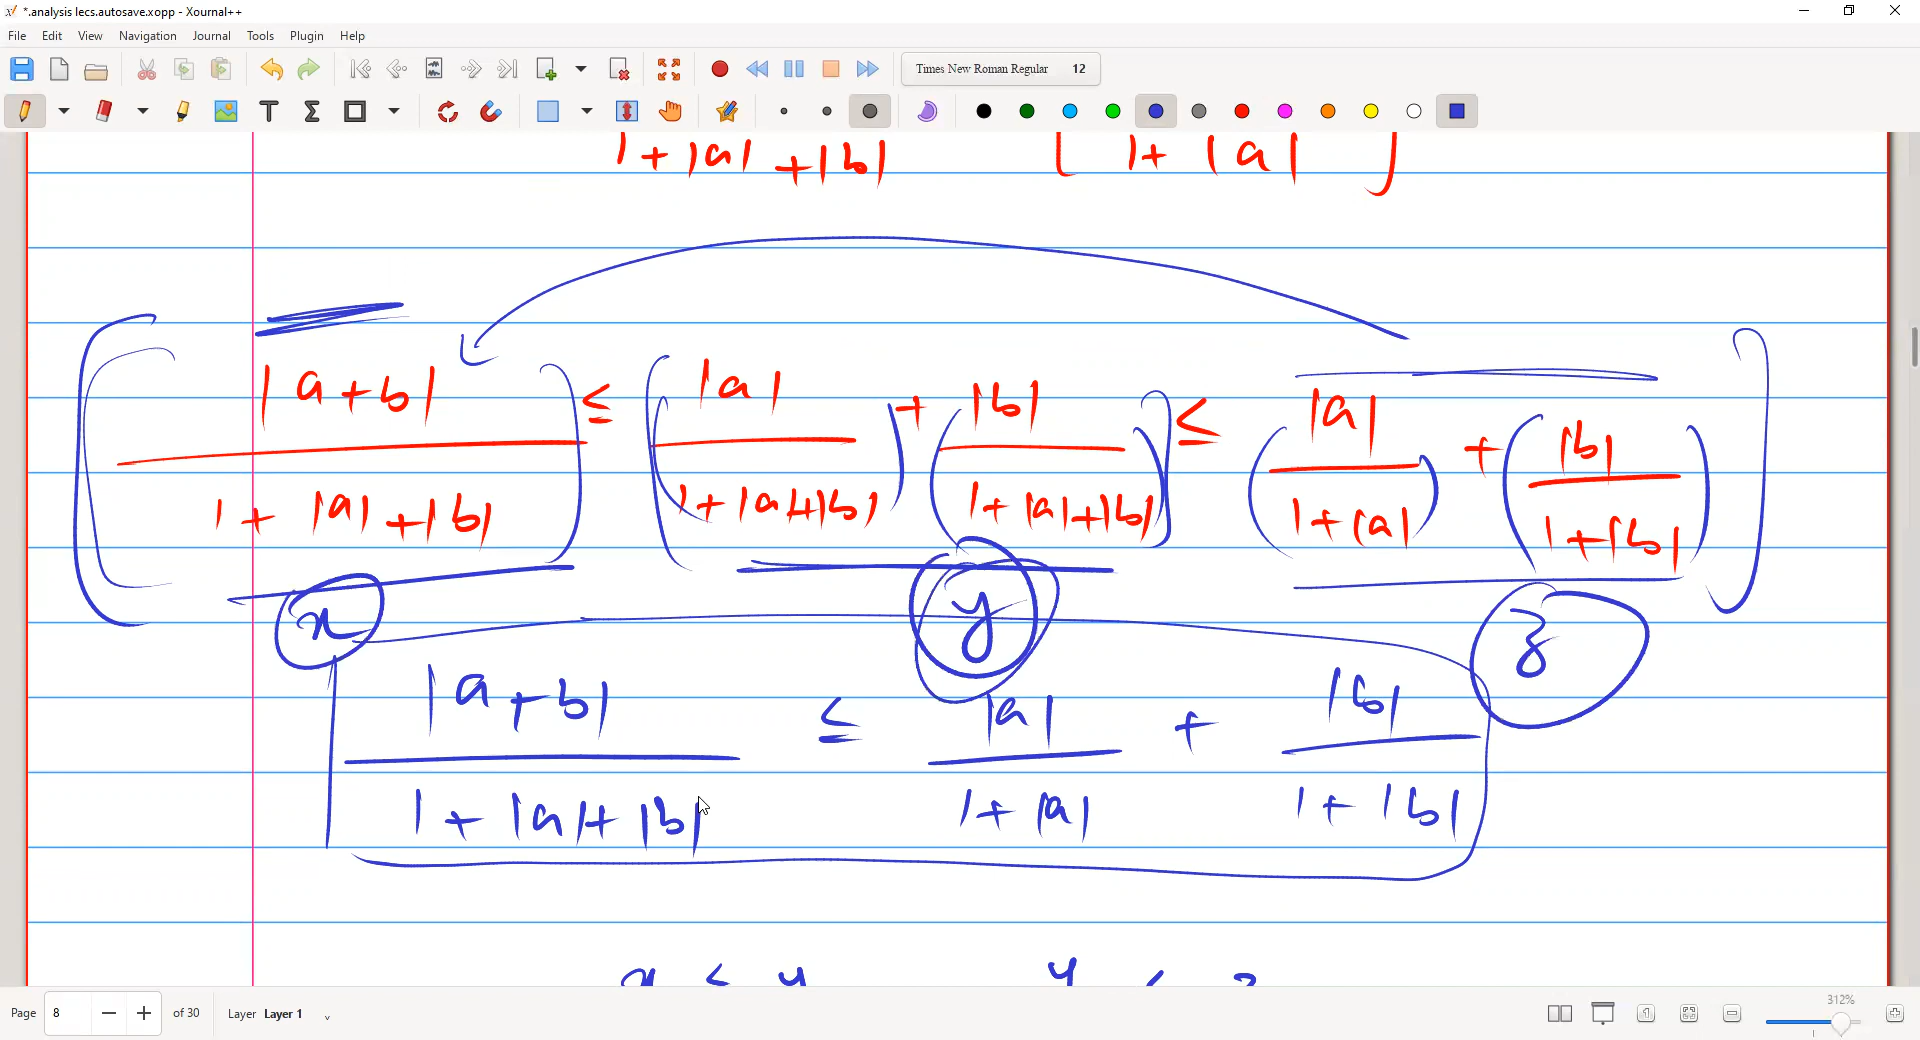 *.analysis lecs.autosave.xopp - Xournal++
File Edit View Navigation Journal Tools Plugin Help
Times New Roman Regular 12
1 + |a| + |b| [ 1 + |a| ]
|a + b| / 1 + |a| + |b| ≤ ( |a| / 1 + |a| + |b| ) + ( |b| / 1 + |a| + |b| ) ≤ ( |a| / 1 + |a| ) + ( |b| / 1 + |b| )
x y z
|a + b| / 1 + |a| + |b| ≤ |a| / 1 + |a| + |b| / 1 + |b|
x ≤ y y ≤ z
Page 8 of 30 Layer Layer 1 312%